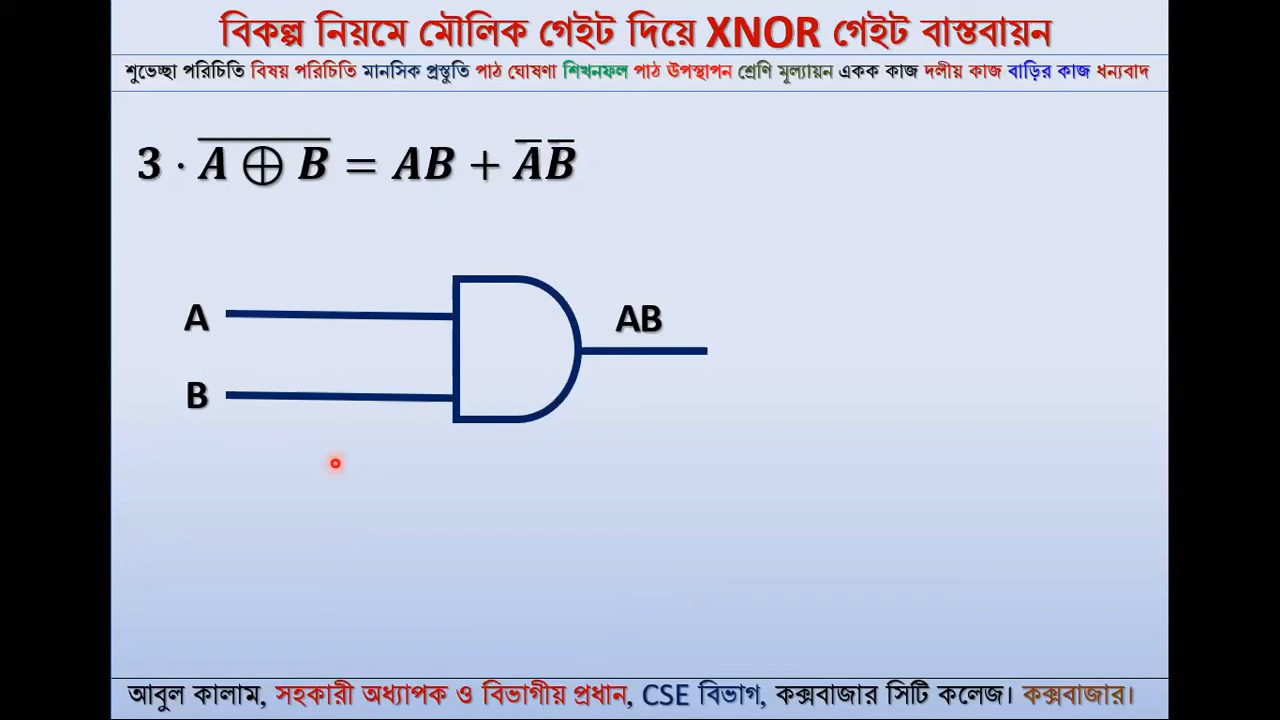 বিকল্প নিয়মে মৌলিক গেইট দিয়ে XNOR গেইট বাস্তবায়ন
শুভেচ্ছা পরিচিতি বিষয় পরিচিতি মানসিক প্রস্তুতি পাঠ ঘোষণা শিখনফল পাঠ উপস্থাপন শ্রেণি মূল্যায়ন একক কাজ দলীয় কাজ বাড়ির কাজ ধন্যবাদ
3 · \overline{A ⊕ B} = AB + A̅B̅
A
AB
B
আবুল কালাম, সহকারী অধ্যাপক ও বিভাগীয় প্রধান, CSE বিভাগ, কক্সবাজার সিটি কলেজ। কক্সবাজার।